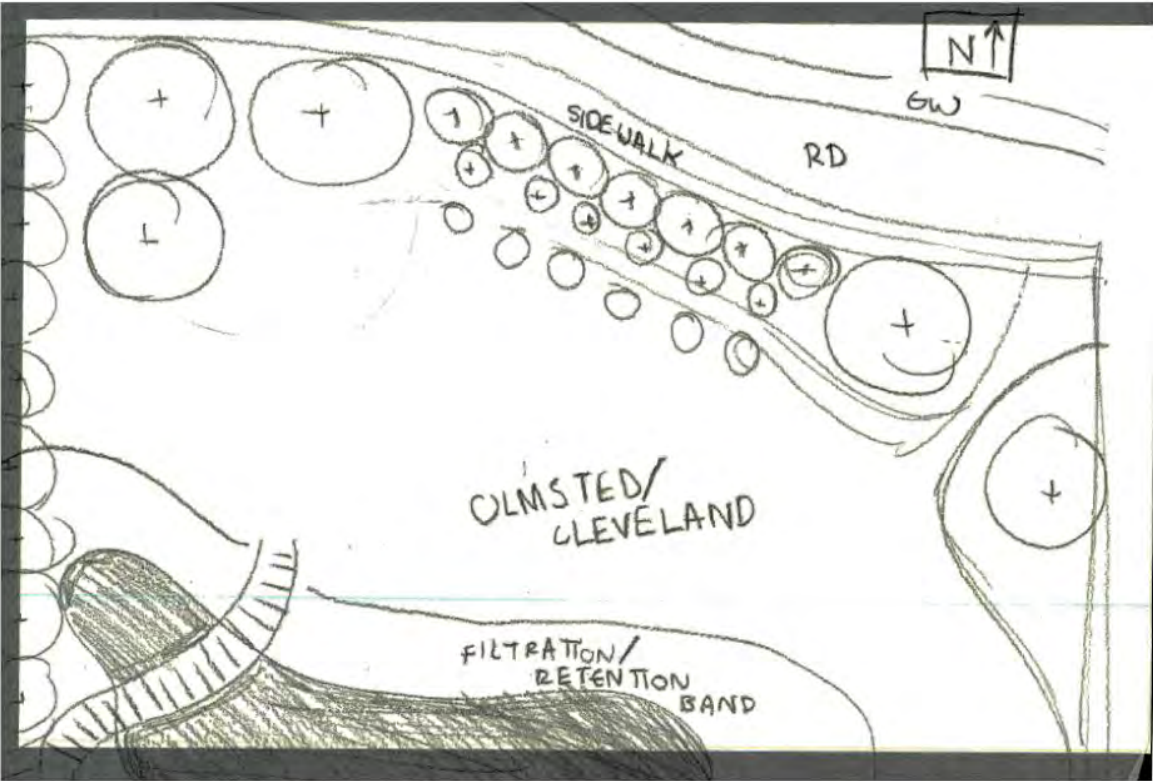 N
GW
SIDEWALK
RD
OLMSTED/
CLEVELAND
FILTRATION/
RETENTION
BAND